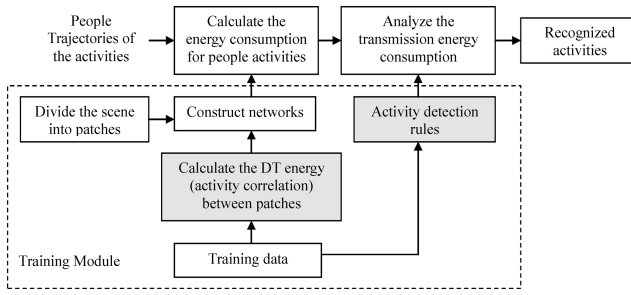 People
Trajectories of
the activities
Calculate the
energy consumption
for people activities
Analyze the
transmission energy
consumption
Recognized
activities
Divide the scene
into patches
Construct networks
Activity detection
rules
Calculate the DT energy
(activity correlation)
between patches
Training data
Training Module